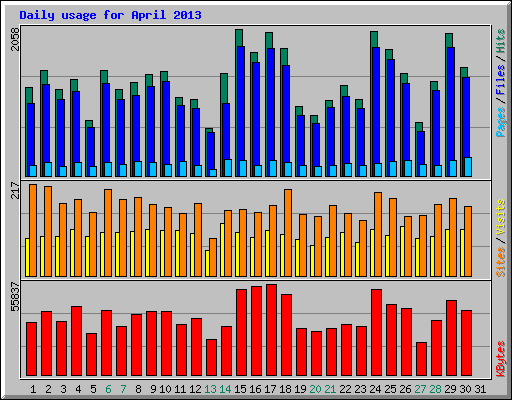 Daily usage for April 2013
2058
Pages / Files / Hits
217
Sites / Visits
55837
KBytes
1 2 3 4 5 6 7 8 9 10 11 12 13 14 15 16 17 18 19 20 21 22 23 24 25 26 27 28 29 30 31